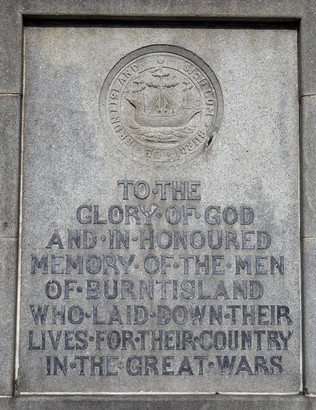 TO·THE
GLORY·OF·GOD
AND·IN·HONOURED
MEMORY·OF·THE·MEN
OF·BURNTISLAND
WHO·LAID·DOWN·THEIR
LIVES·FOR·THEIR·COUNTRY
IN·THE·GREAT·WARS